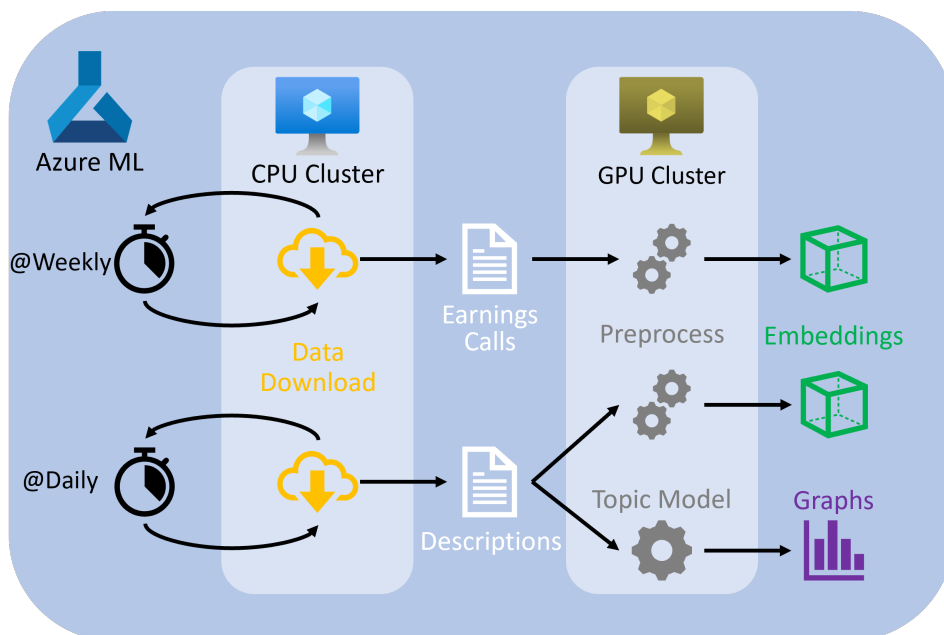 Azure ML
CPU Cluster
GPU Cluster
@Weekly
Earnings
Calls
Preprocess
Embeddings
Data
Download
@Daily
Descriptions
Topic Model
Graphs